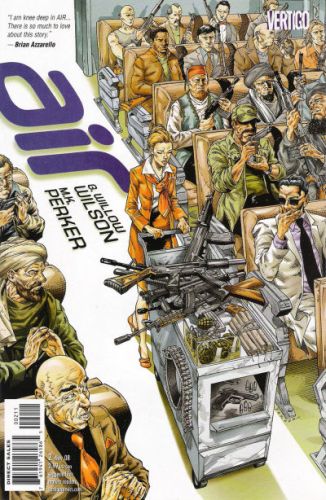 "I am knee deep in AIR...
There is so much to love
about this story."
— Brian Azzarello
VERTIGO
air
G. WILLOW
WILSON
M.K.
PERKER
00211
DIRECT SALES